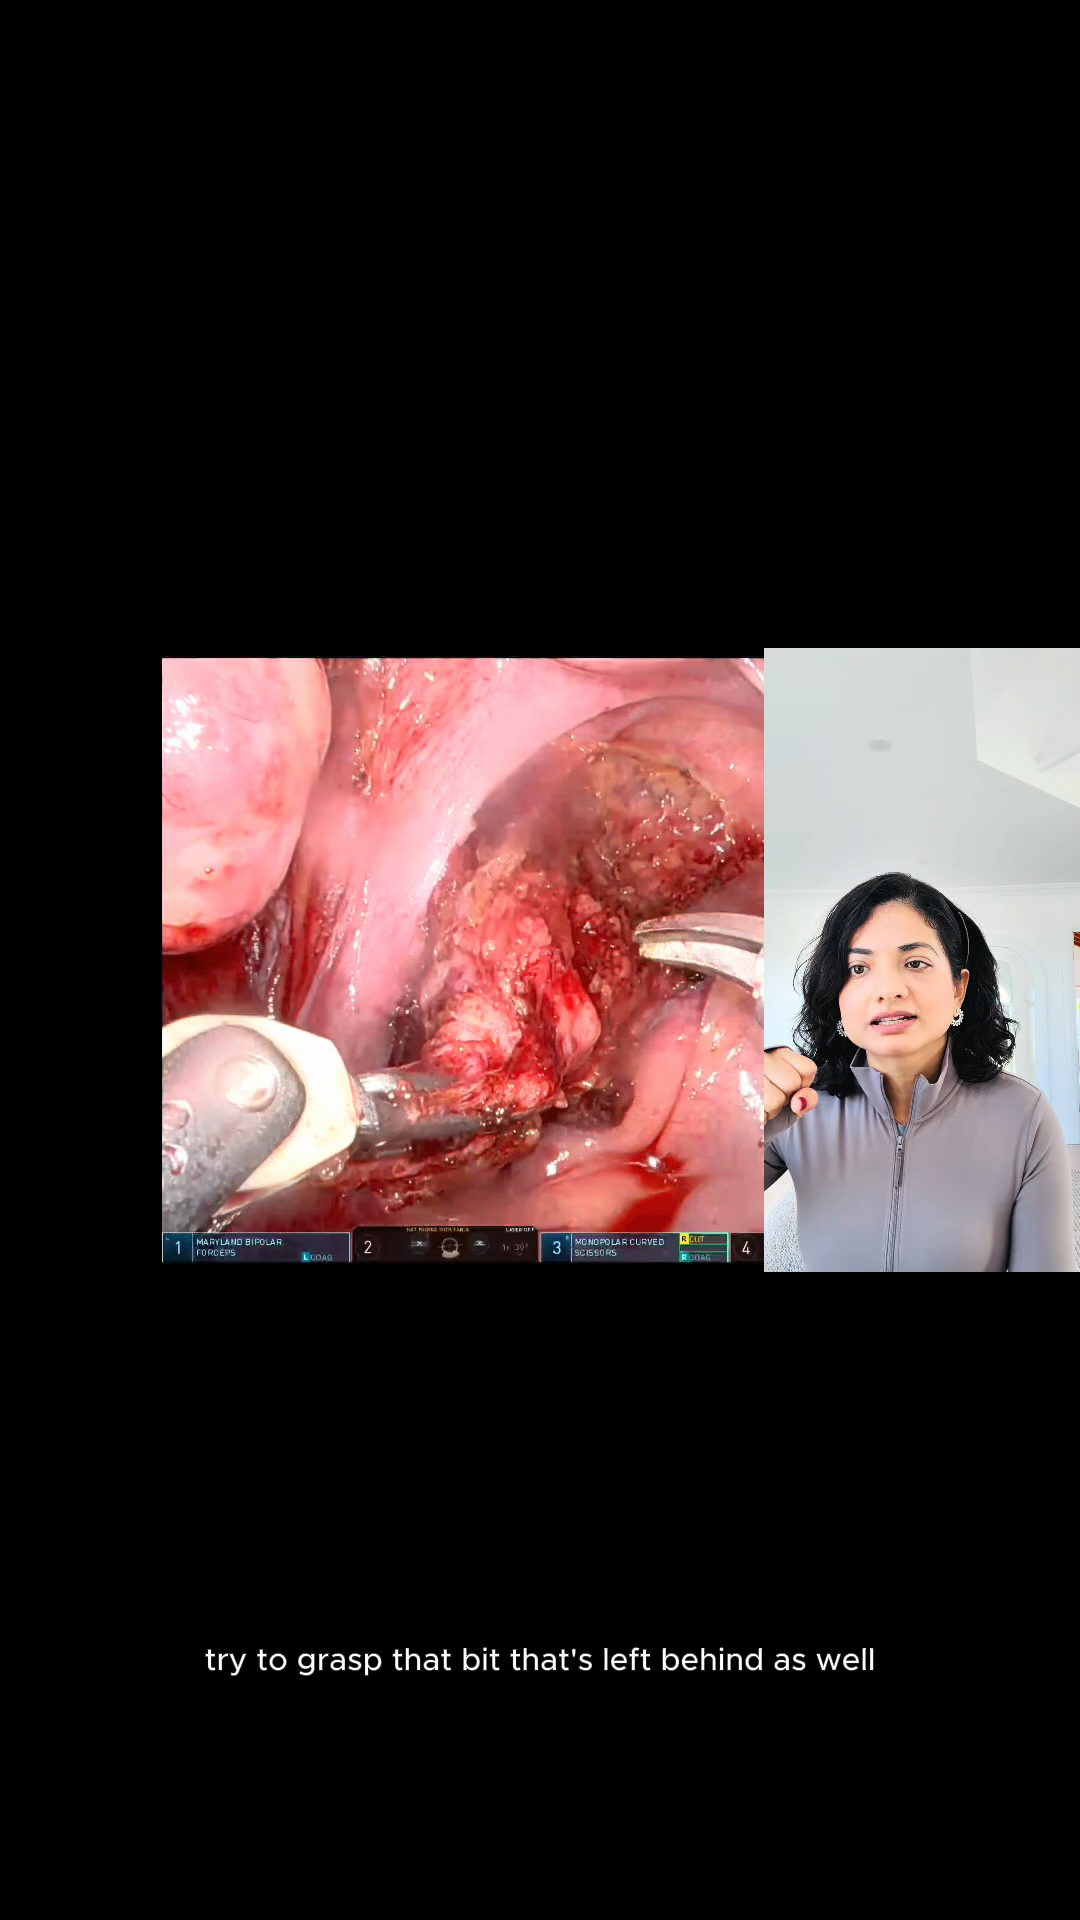 1
MARYLAND BIPOLAR
FORCEPS
L COAG
2
3
MONOPOLAR CURVED
SCISSORS
R CUT
R COAG
4
try to grasp that bit that's left behind as well